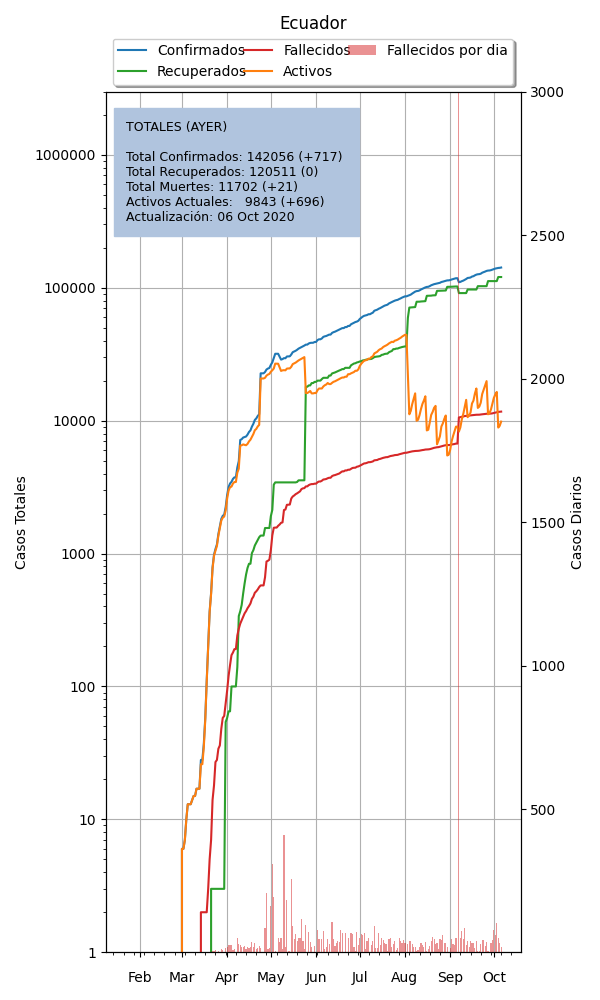 Ecuador
Confirmados
Recuperados
Fallecidos
Activos
Fallecidos por dia
TOTALES (AYER)
Total Confirmados: 142056 (+717)
Total Recuperados: 120511 (0)
Total Muertes: 11702 (+21)
Activos Actuales: 9843 (+696)
Actualización: 06 Oct 2020
Casos Totales
1000000
100000
10000
1000
100
10
1
3000
2500
2000
1500
1000
500
Casos Diarios
Feb Mar Apr May Jun Jul Aug Sep Oct